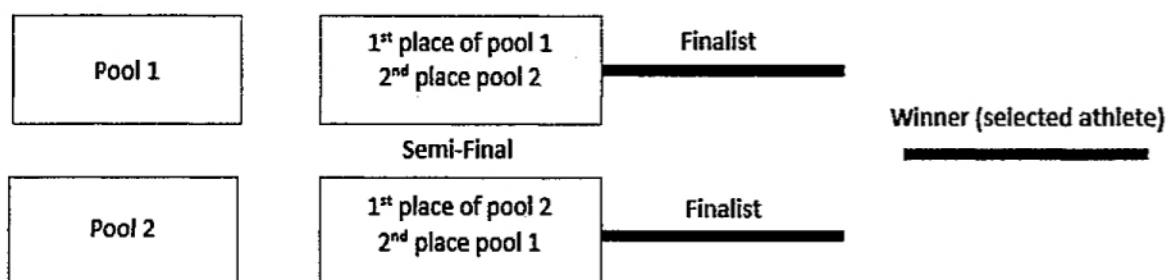 Pool 1
1st place of pool 1
2nd place pool 2
Finalist
Winner (selected athlete)
Semi-Final
Pool 2
1st place of pool 2
2nd place pool 1
Finalist